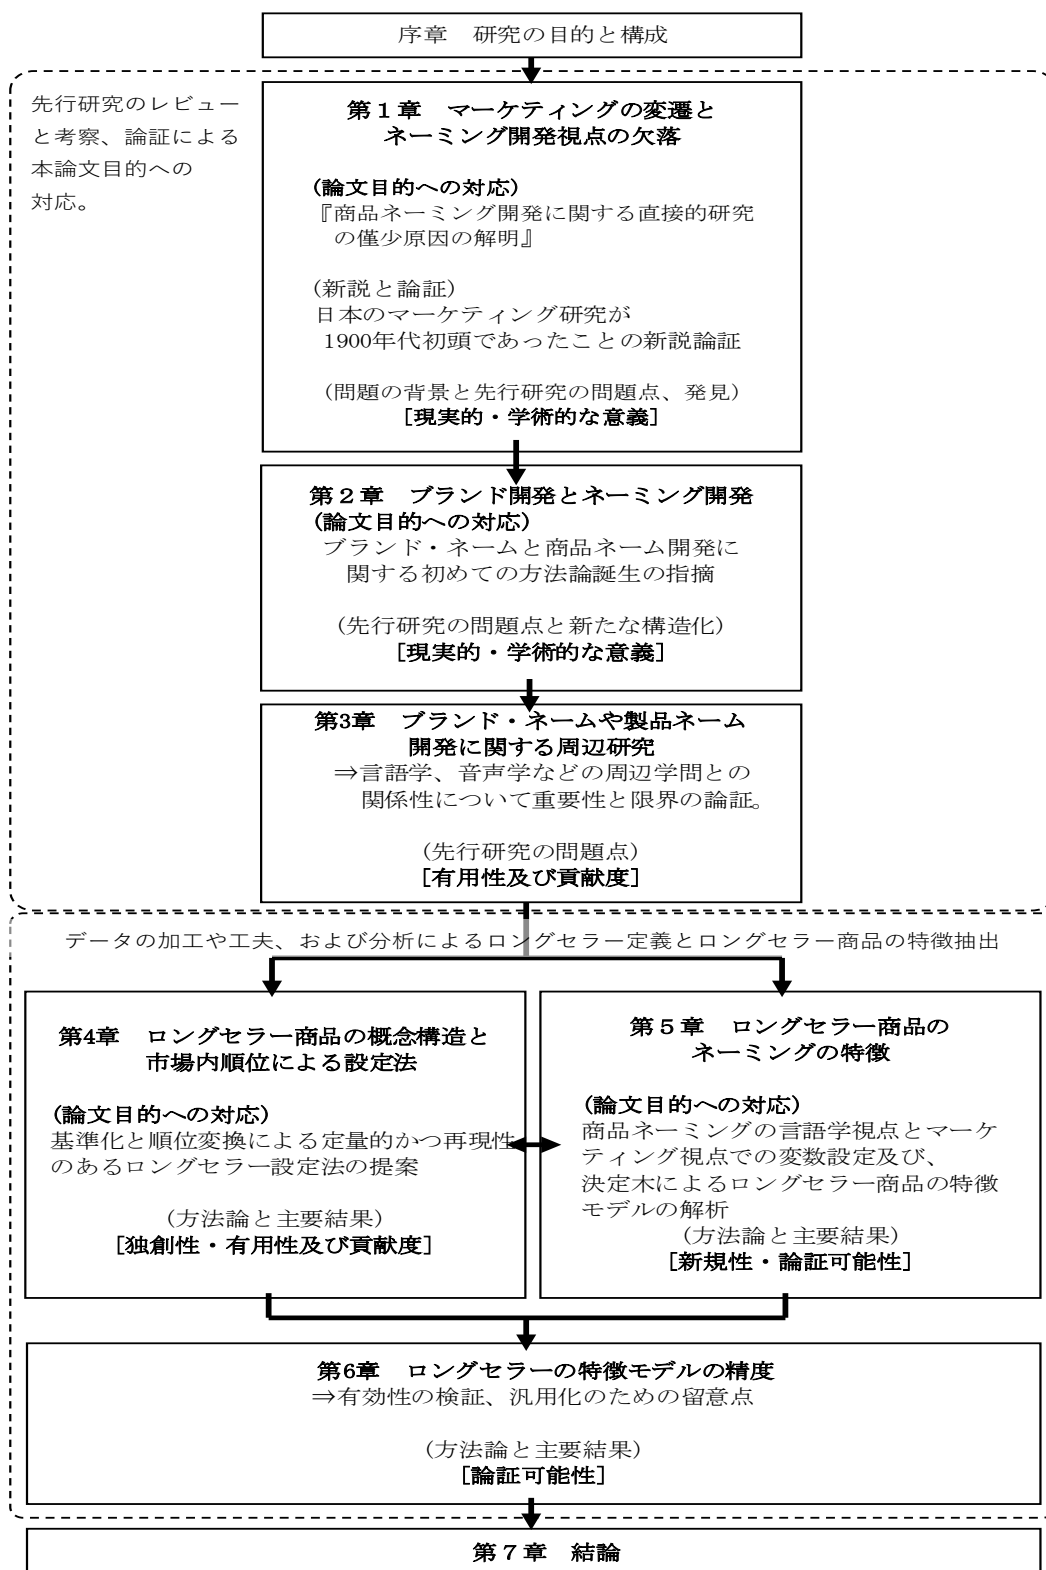 序章　研究の目的と構成
先行研究のレビュー
と考察、論証による
本論文目的への
対応。
第１章　マーケティングの変遷と
ネーミング開発視点の欠落
(論文目的への対応)
『商品ネーミング開発に関する直接的研究
の僅少原因の解明』
(新説と論証)
日本のマーケティング研究が
1900年代初頭であったことの新説論証
(問題の背景と先行研究の問題点、発見)
[現実的・学術的な意義]
第２章　ブランド開発とネーミング開発
(論文目的への対応)
ブランド・ネームと商品ネーム開発に
関する初めての方法論誕生の指摘
(先行研究の問題点と新たな構造化)
[現実的・学術的な意義]
第3章　ブランド・ネームや製品ネーム
開発に関する周辺研究
⇒言語学、音声学などの周辺学問との
関係性について重要性と限界の論証。
(先行研究の問題点)
[有用性及び貢献度]
データの加工や工夫、および分析によるロングセラー定義とロングセラー商品の特徴抽出
第4章　ロングセラー商品の概念構造と
市場内順位による設定法
(論文目的への対応)
基準化と順位変換による定量的かつ再現性
のあるロングセラー設定法の提案
(方法論と主要結果)
[独創性・有用性及び貢献度]
第５章　ロングセラー商品の
ネーミングの特徴
(論文目的への対応)
商品ネーミングの言語学視点とマーケ
ティング視点での変数設定及び、
決定木によるロングセラー商品の特徴
モデルの解析
(方法論と主要結果)
[新規性・論証可能性]
第6章　ロングセラーの特徴モデルの精度
⇒有効性の検証、汎用化のための留意点
(方法論と主要結果)
[論証可能性]
第７章　結論